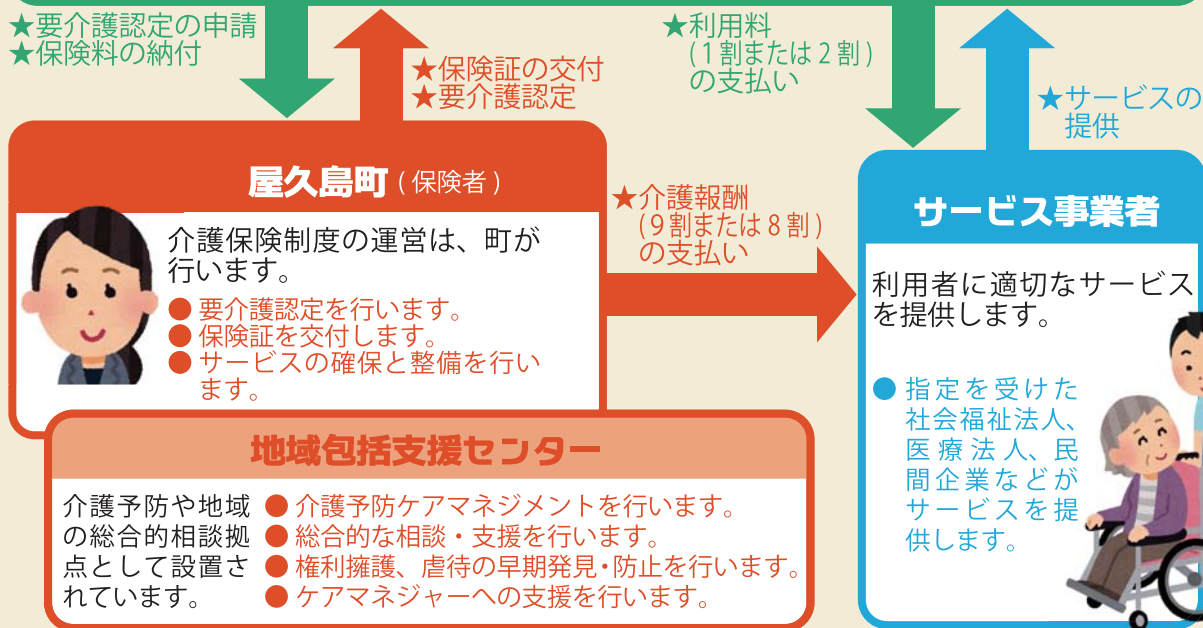 ★要介護認定の申請
★保険料の納付
★保険証の交付
★要介護認定
★利用料
(1割または2割)
の支払い
★サービスの
提供
屋久島町(保険者)
介護保険制度の運営は、町が
行います。
● 要介護認定を行います。
● 保険証を交付します。
● サービスの確保と整備を行い
ます。
★介護報酬
(9割または8割)
の支払い
サービス事業者
利用者に適切なサービス
を提供します。
● 指定を受けた
社会福祉法人、
医療法人、民
間企業などが
サービスを提
供します。
地域包括支援センター
介護予防や地域
の総合的相談拠
点として設置さ
れています。
● 介護予防ケアマネジメントを行います。
● 総合的な相談・支援を行います。
● 権利擁護、虐待の早期発見・防止を行います。
● ケアマネジャーへの支援を行います。